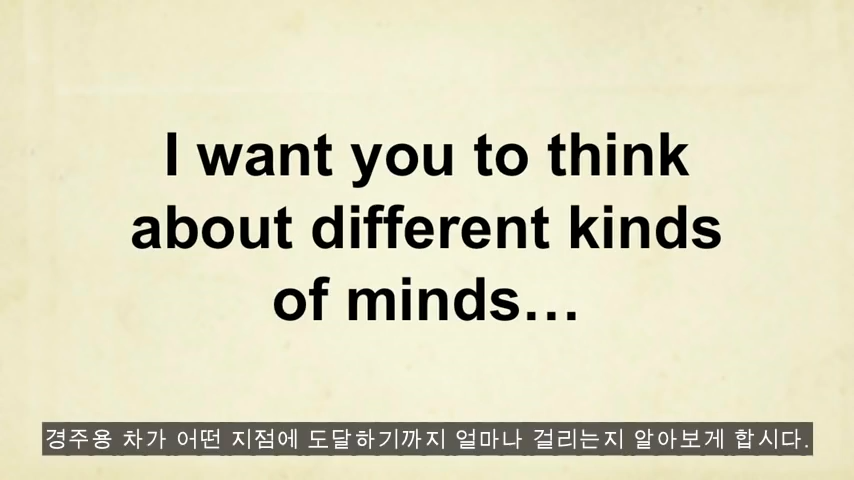 I want you to think
about different kinds
of minds…
경주용 차가 어떤 지점에 도달하기까지 얼마나 걸리는지 알아보게 합시다.